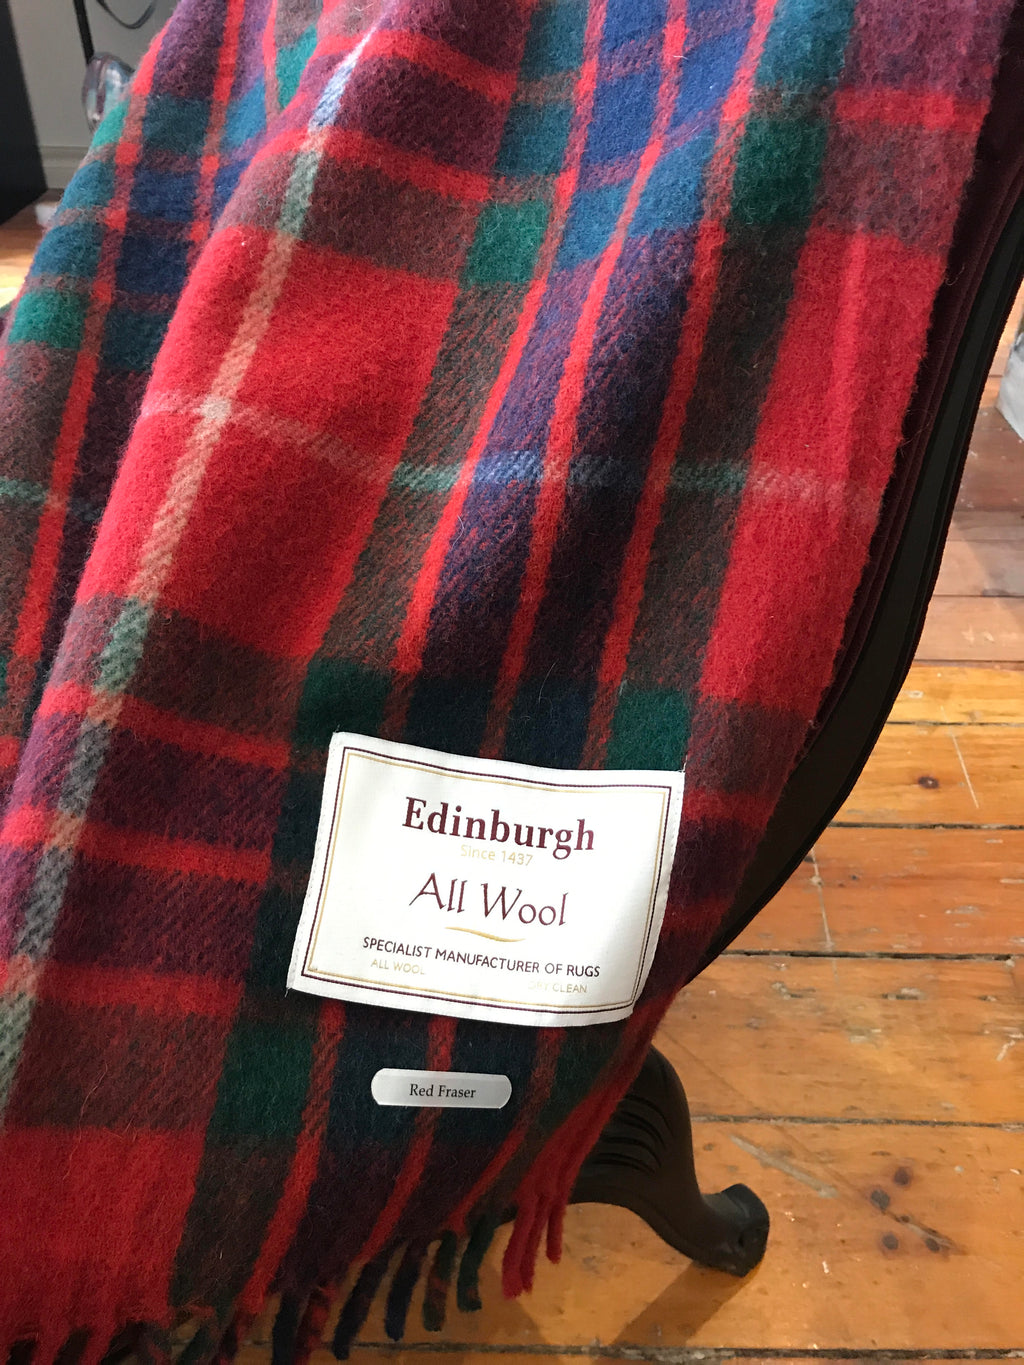 Edinburgh
Since 1437
All Wool
SPECIALIST MANUFACTURER OF RUGS
ALL WOOL DRY CLEAN
Red Fraser